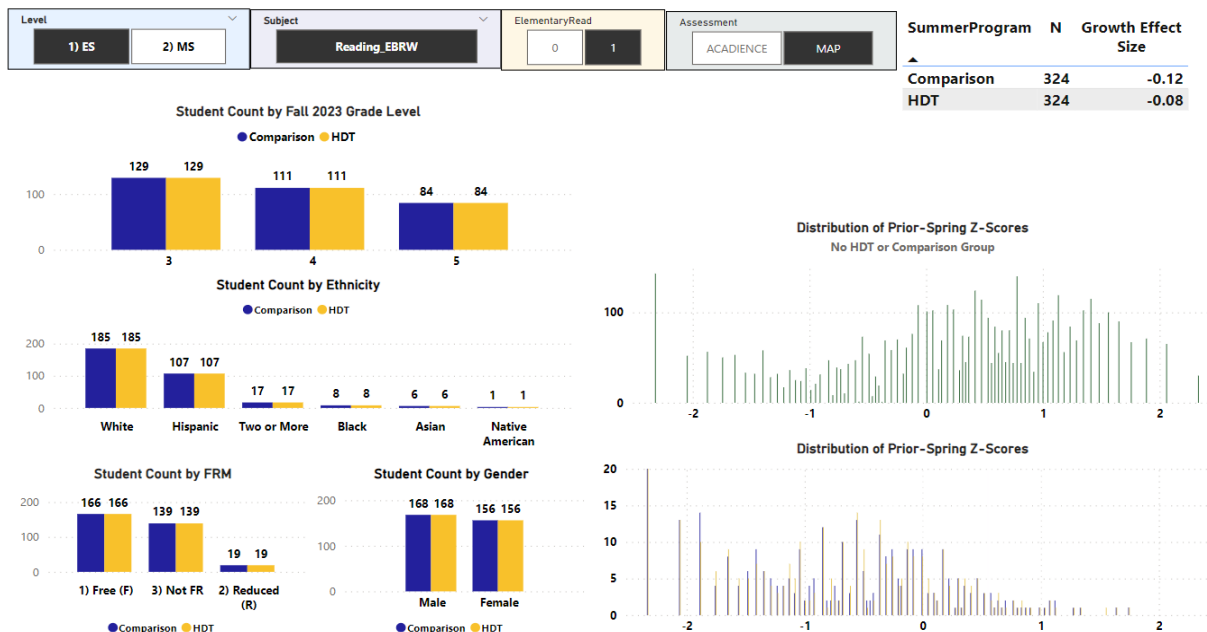 Level
1) ES 2) MS
Subject
Reading_EBRW
ElementaryRead
0 1
Assessment
ACADIENCE MAP
SummerProgram N Growth Effect
Size
Comparison 324 -0.12
HDT 324 -0.08
Student Count by Fall 2023 Grade Level
Comparison HDT
129 129
111 111
84 84
100
0
3 4 5
Student Count by Ethnicity
Comparison HDT
185 185
107 107
17 17
8 8
6 6
1 1
200
100
0
White Hispanic Two or More Black Asian Native
American
Student Count by FRM
166 166
139 139
19 19
200
100
0
1) Free (F) 3) Not FR 2) Reduced
(R)
Comparison HDT
Student Count by Gender
168 168
156 156
200
100
0
Male Female
Comparison HDT
Distribution of Prior-Spring Z-Scores
No HDT or Comparison Group
100
0
-2 -1 0 1 2
Distribution of Prior-Spring Z-Scores
20
15
10
5
0
-2 -1 0 1 2